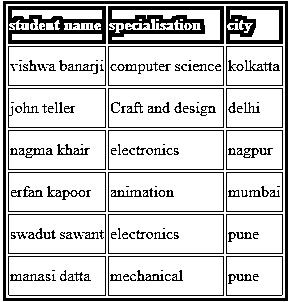 student name specialisation city
vishwa banarji computer science kolkatta
john teller Craft and design delhi
nagma khair electronics nagpur
erfan kapoor animation mumbai
swadut sawant electronics pune
manasi datta mechanical pune